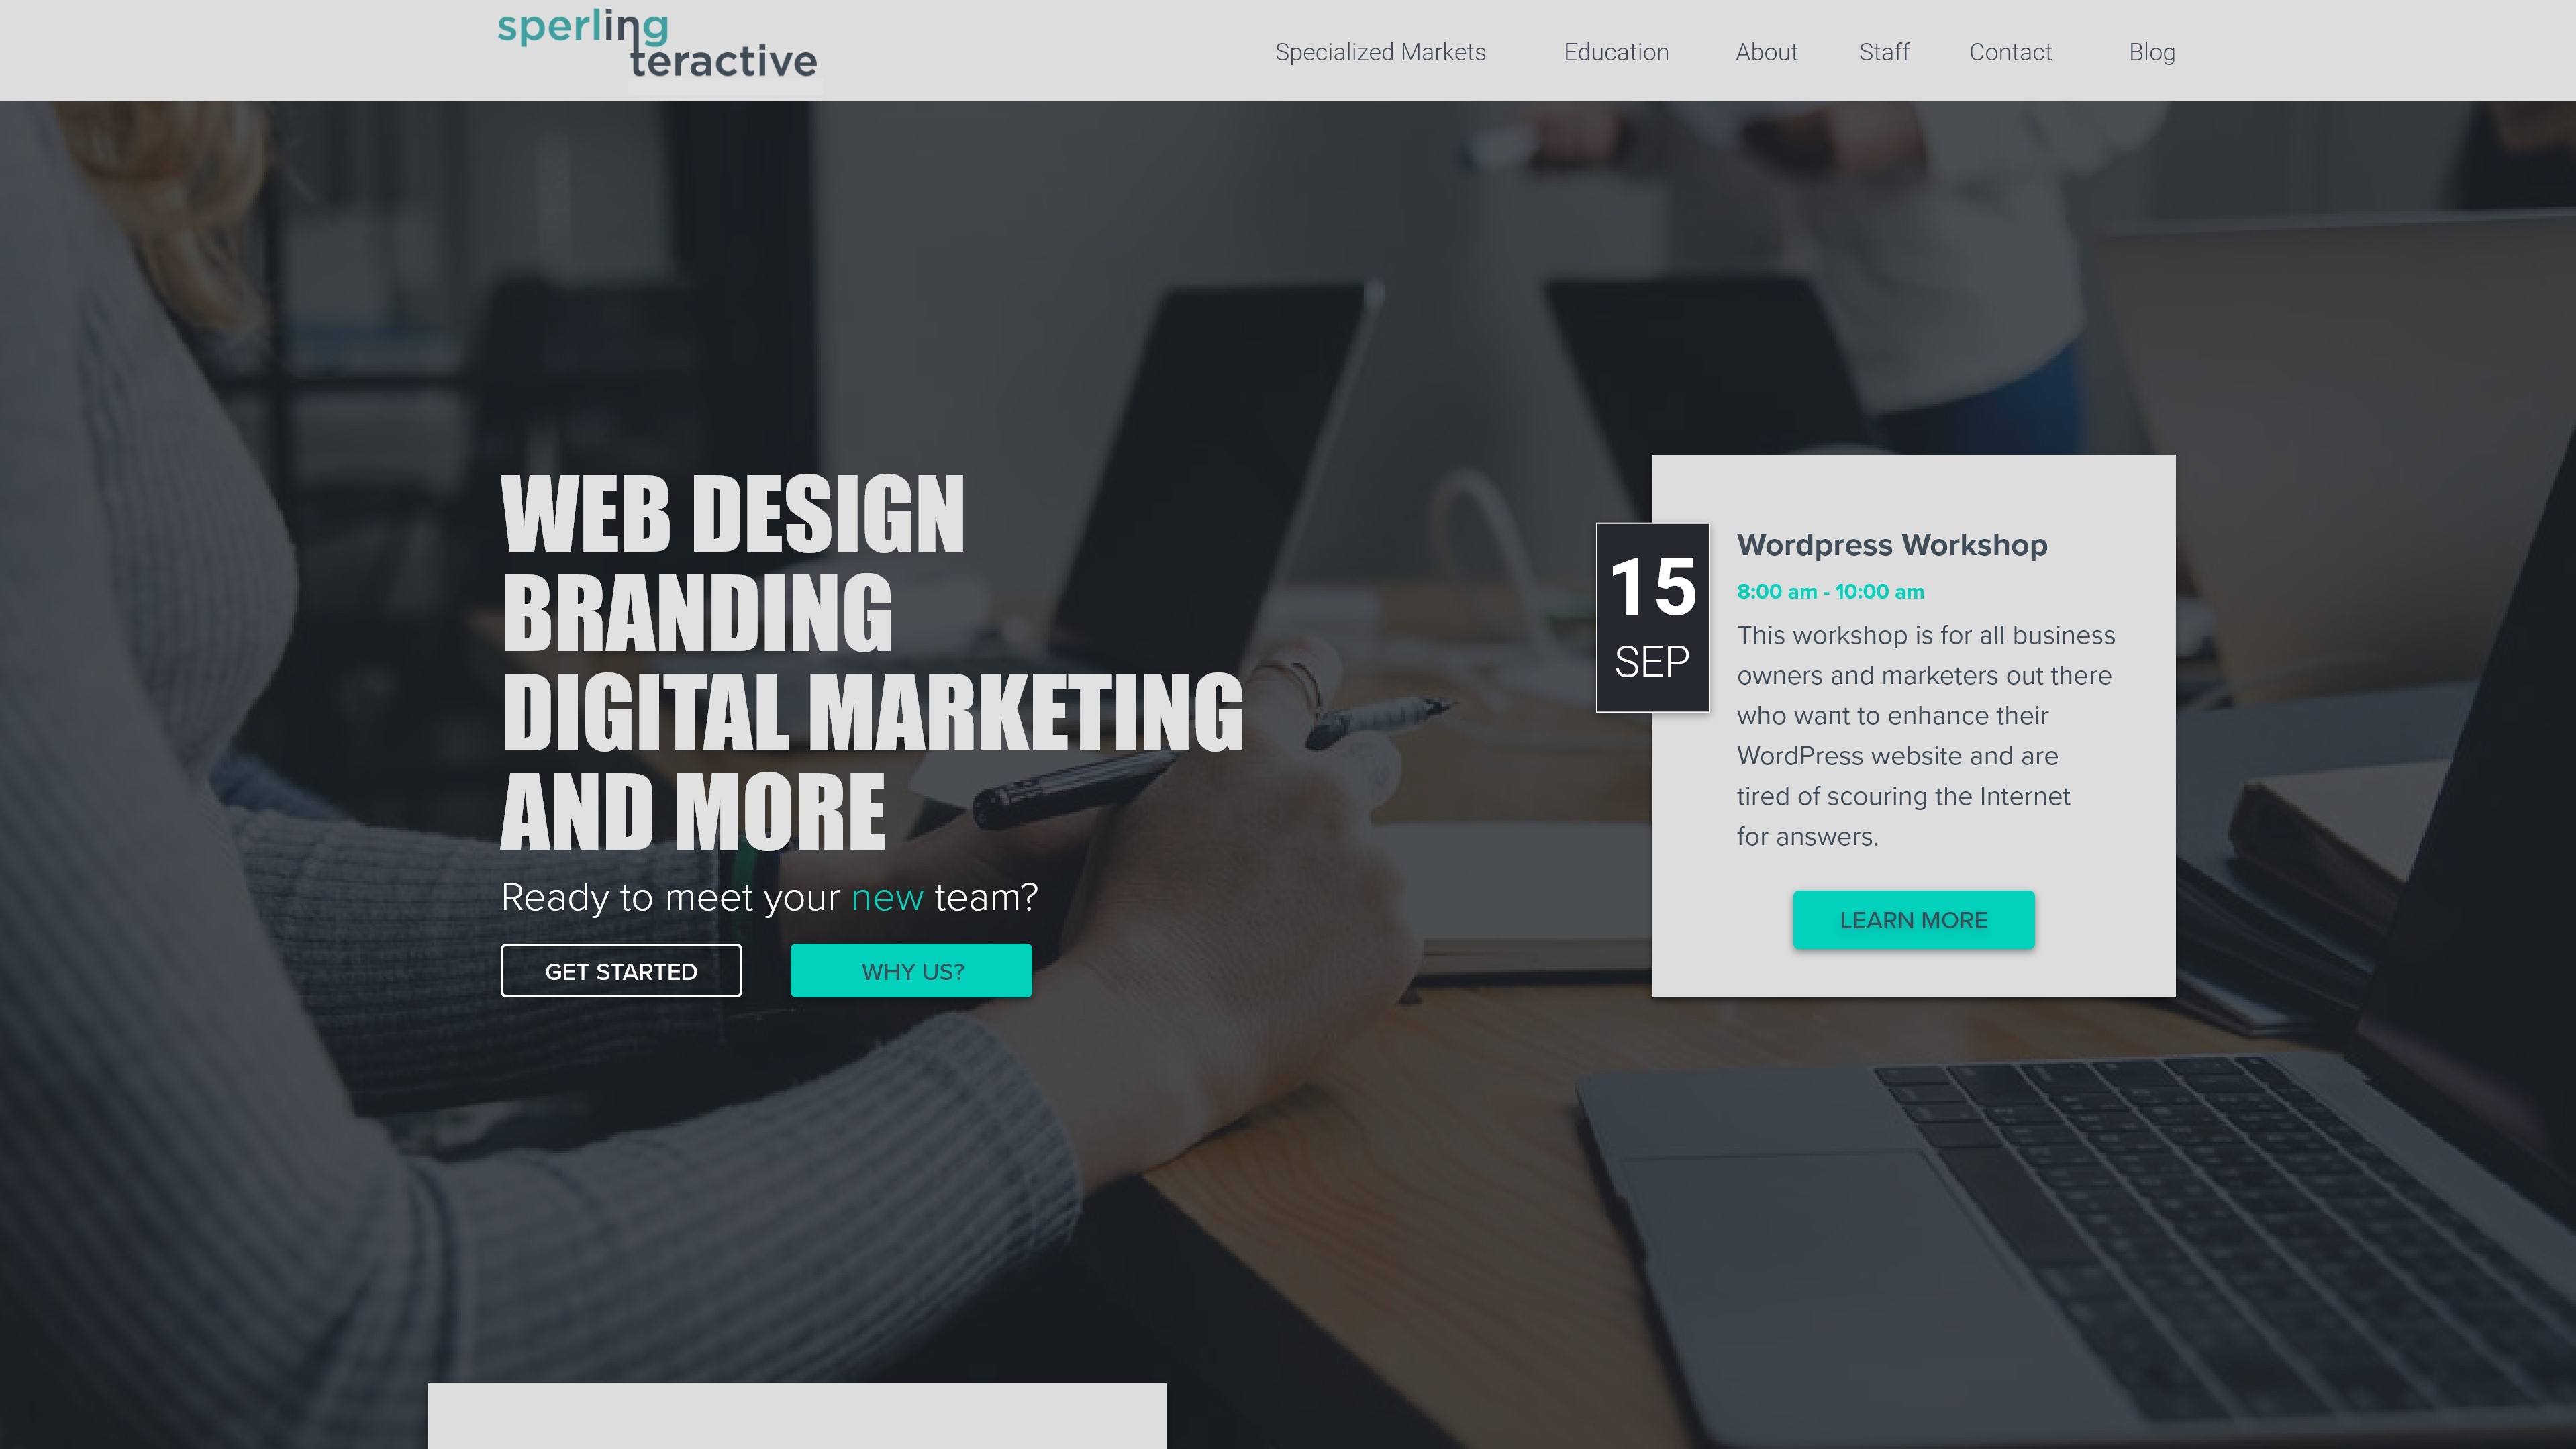 sperling
teractive
Specialized Markets
Education
About
Staff
Contact
Blog
WEB DESIGN
BRANDING
DIGITAL MARKETING
AND MORE
Ready to meet your new team?
GET STARTED
WHY US?
15
SEP
Wordpress Workshop
8:00 am - 10:00 am
This workshop is for all business
owners and marketers out there
who want to enhance their
WordPress website and are
tired of scouring the Internet
for answers.
LEARN MORE